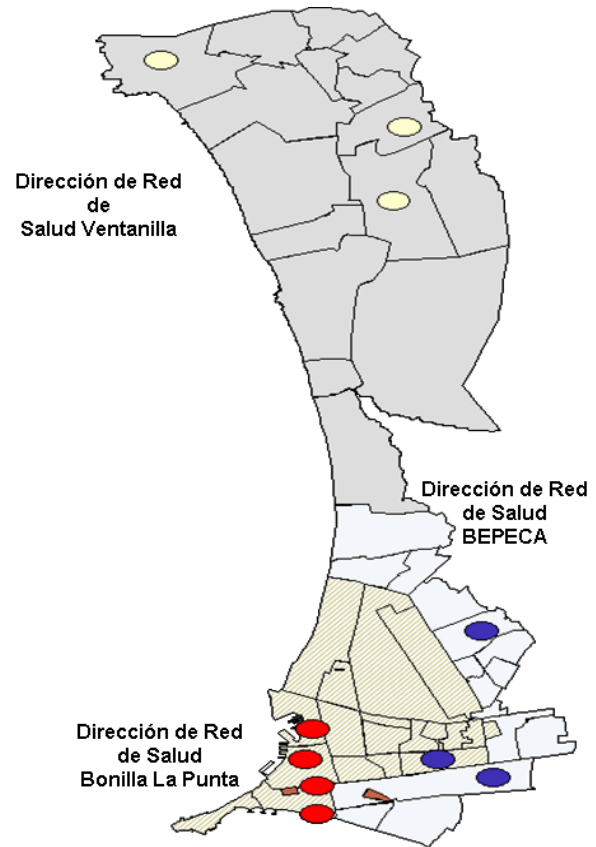 Dirección de Red
de
Salud Ventanilla
Dirección de Red
de Salud
BEPECA
Dirección de Red
de Salud
Bonilla La Punta